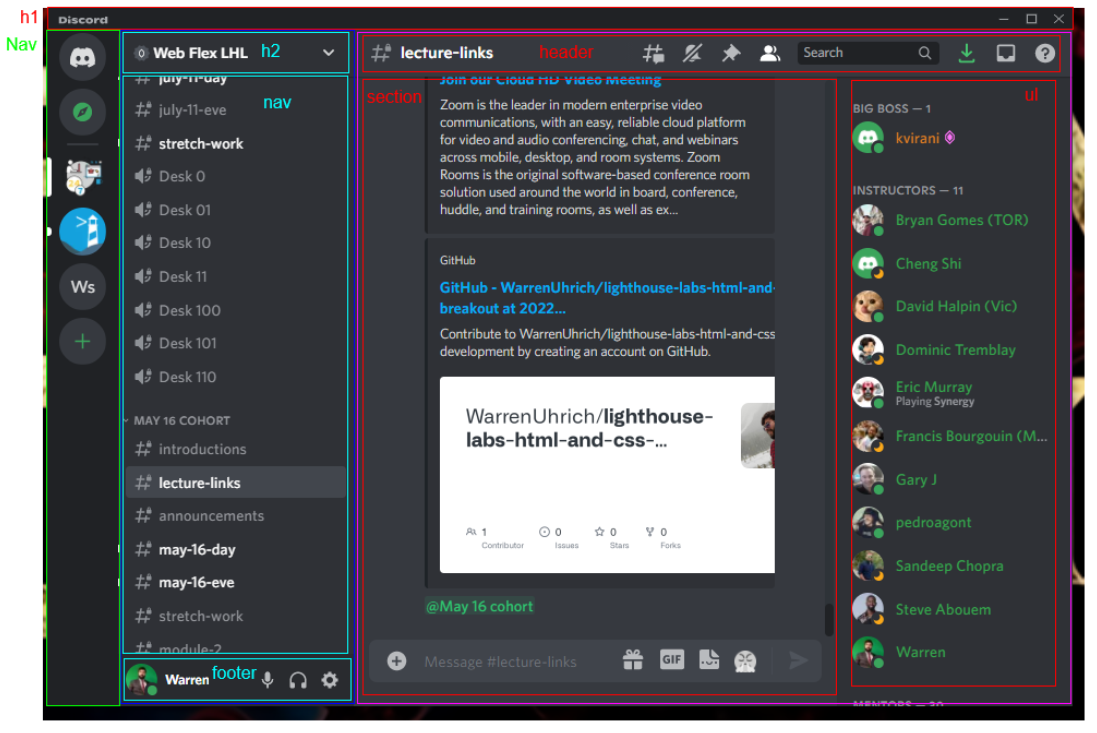 h1
Discord
Nav
Web Flex LHL
h2
lecture-links
header
Search
july-11-day
nav
july-11-eve
stretch-work
Desk 0
Desk 01
Desk 10
Desk 11
Desk 100
Desk 101
Desk 110
MAY 16 COHORT
introductions
lecture-links
announcements
may-16-day
may-16-eve
stretch-work
module-2
Ws
Warren
footer
section
Join our Cloud HD Video Meeting
Zoom is the leader in modern enterprise video
communications, with an easy, reliable cloud platform
for video and audio conferencing, chat, and webinars
across mobile, desktop, and room systems. Zoom
Rooms is the original software-based conference room
solution used around the world in board, conference,
huddle, and training rooms, as well as ex...
GitHub
GitHub - WarrenUhrich/lighthouse-labs-html-and-
breakout at 2022...
Contribute to WarrenUhrich/lighthouse-labs-html-and-css
development by creating an account on GitHub.
WarrenUhrich/lighthouse-
labs-html-and-css-...
1
Contributor
0
Issues
0
Stars
0
Forks
@May 16 cohort
Message #lecture-links
GIF
ul
BIG BOSS — 1
kvirani
INSTRUCTORS — 11
Bryan Gomes (TOR)
Cheng Shi
David Halpin (Vic)
Dominic Tremblay
Eric Murray
Playing Synergy
Francis Bourgouin (M...
Gary J
pedroagont
Sandeep Chopra
Steve Abouem
Warren
MENTORS — 30